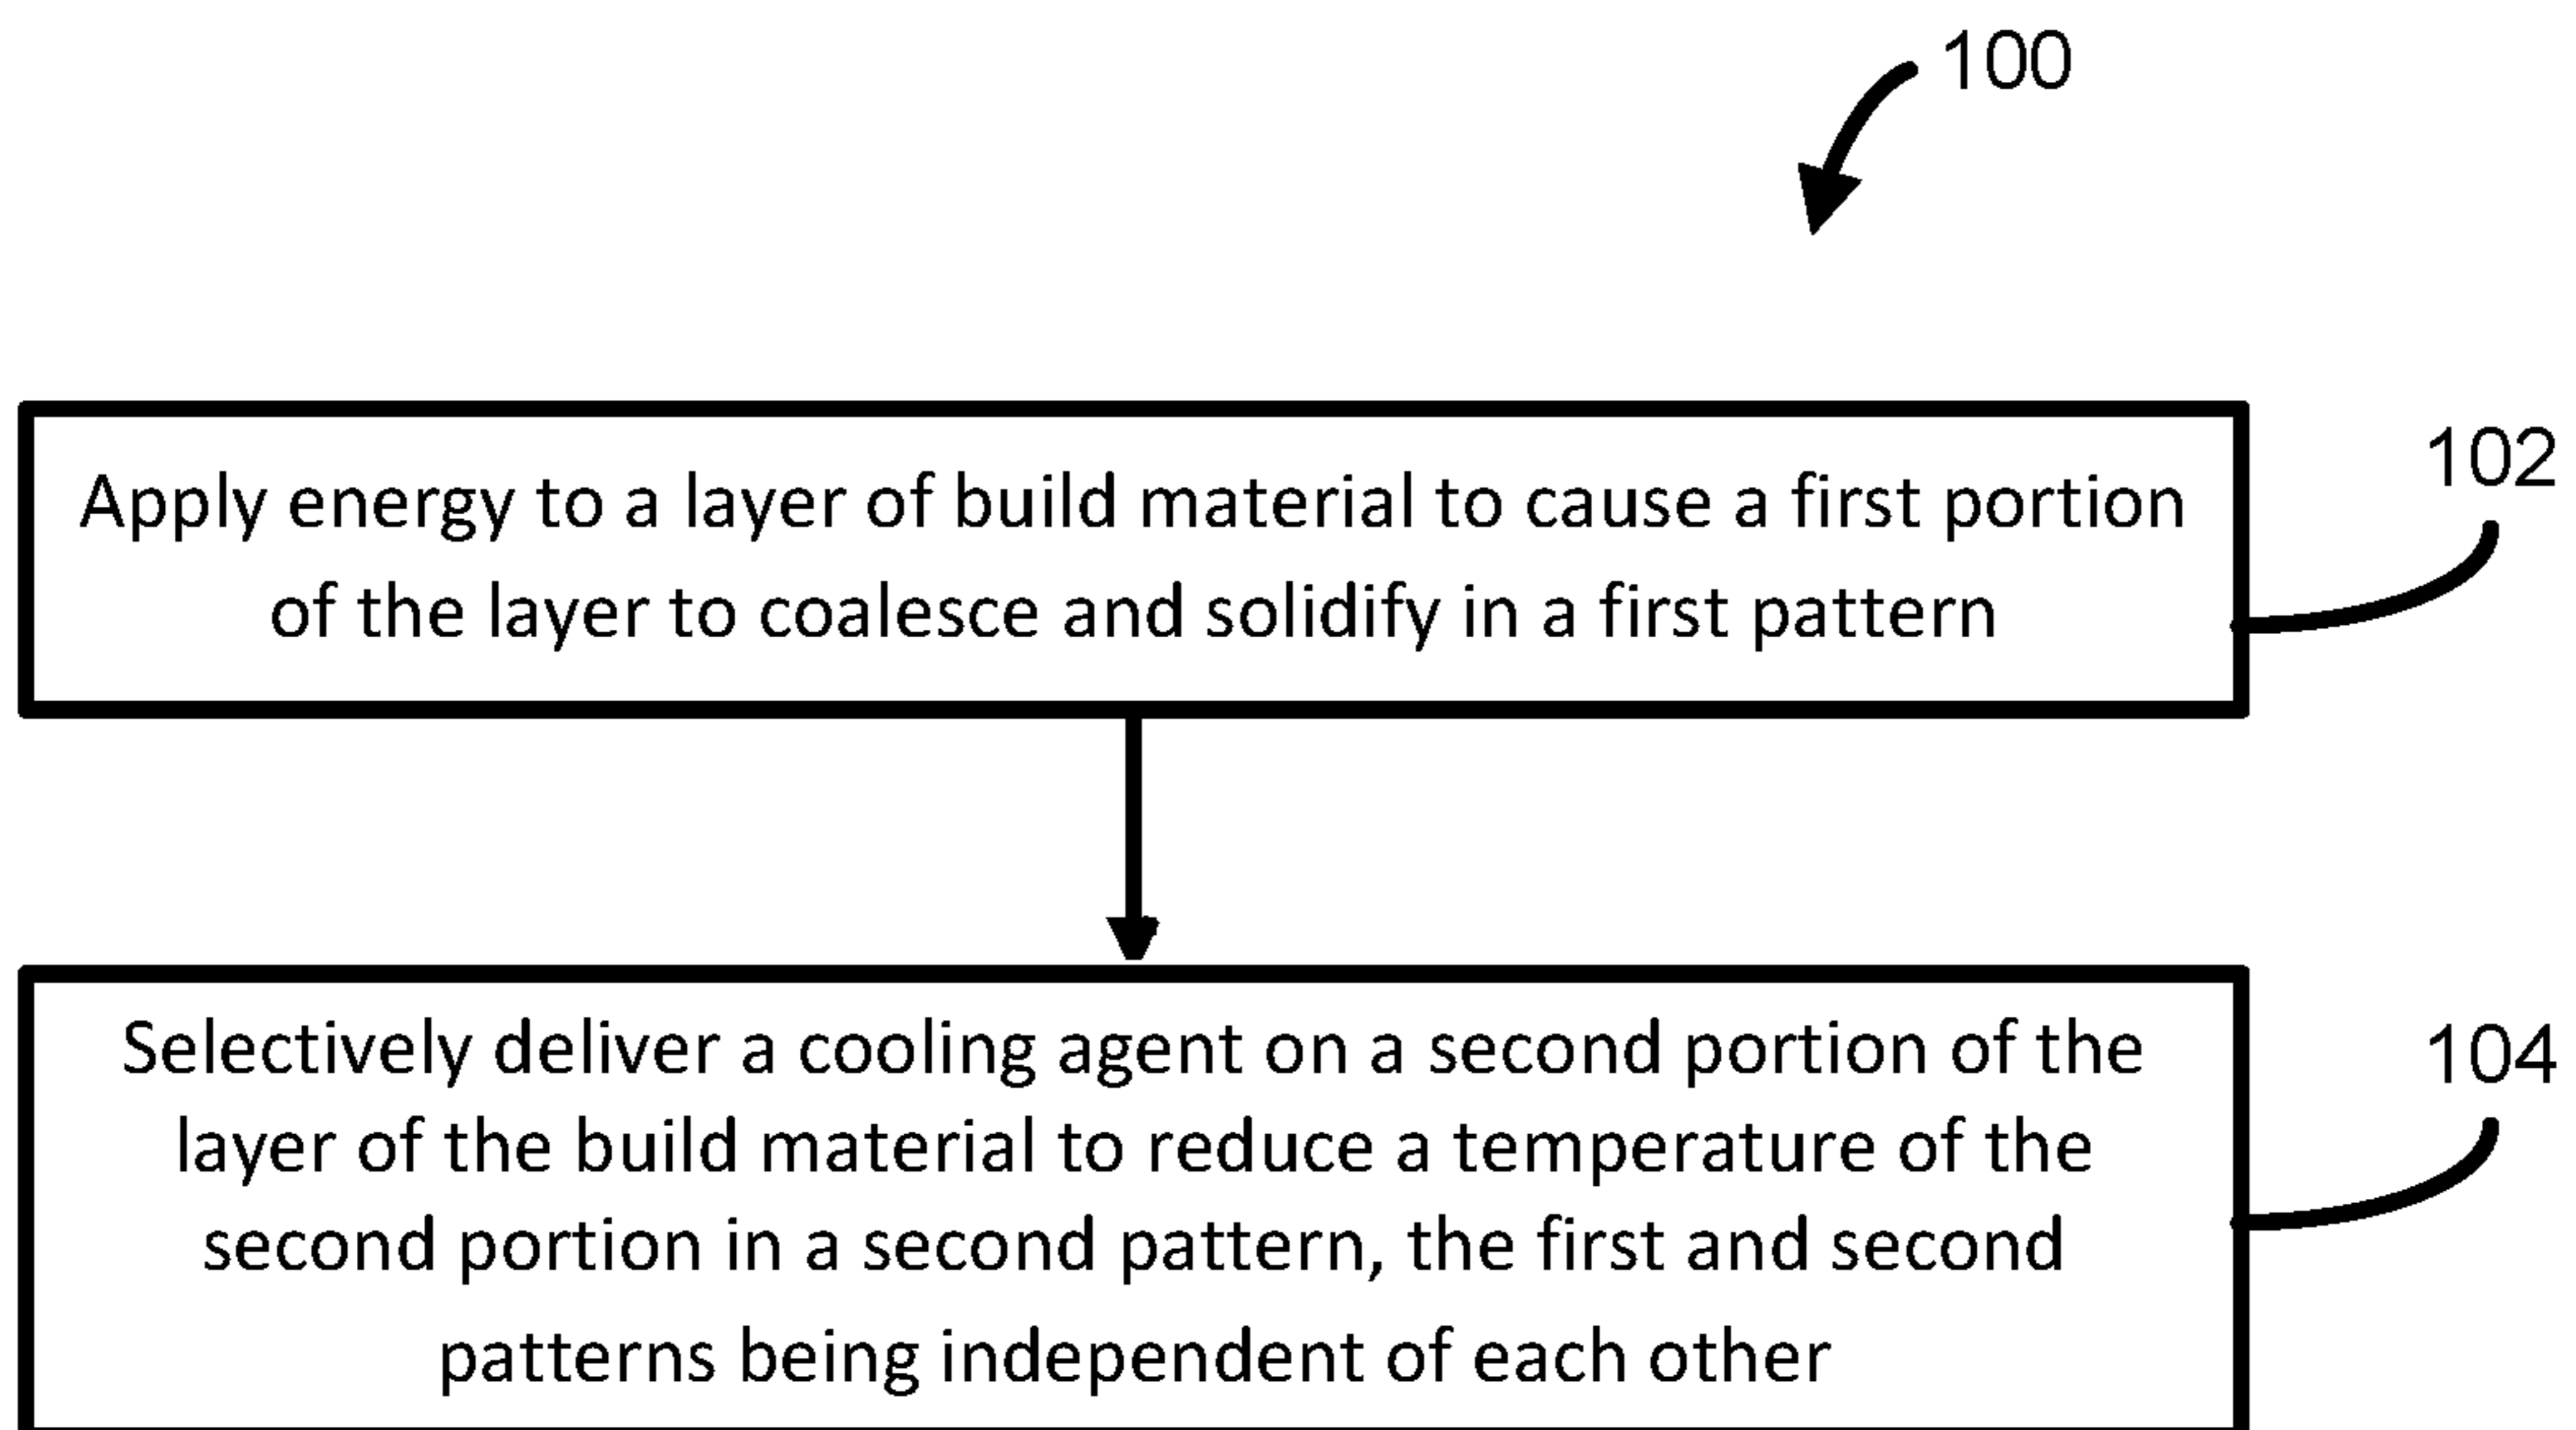 100
Apply energy to a layer of build material to cause a first portion
of the layer to coalesce and solidify in a first pattern
102
Selectively deliver a cooling agent on a second portion of the
layer of the build material to reduce a temperature of the
second portion in a second pattern, the first and second
patterns being independent of each other
104